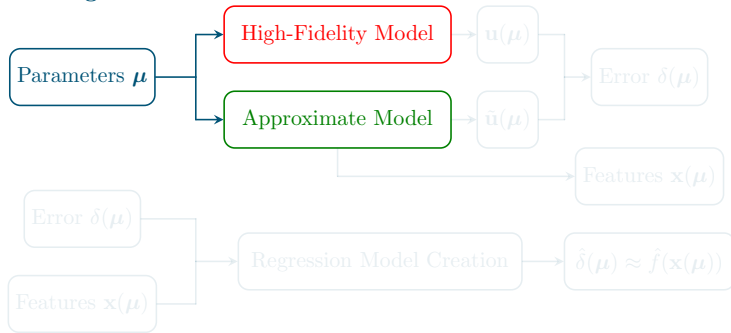 High-Fidelity Model
u(μ)
Parameters μ
Error δ(μ)
Approximate Model
ũ(μ)
Features x(μ)
Error δ(μ)
Regression Model Creation
δ̂(μ) ≈ f̂(x(μ))
Features x(μ)